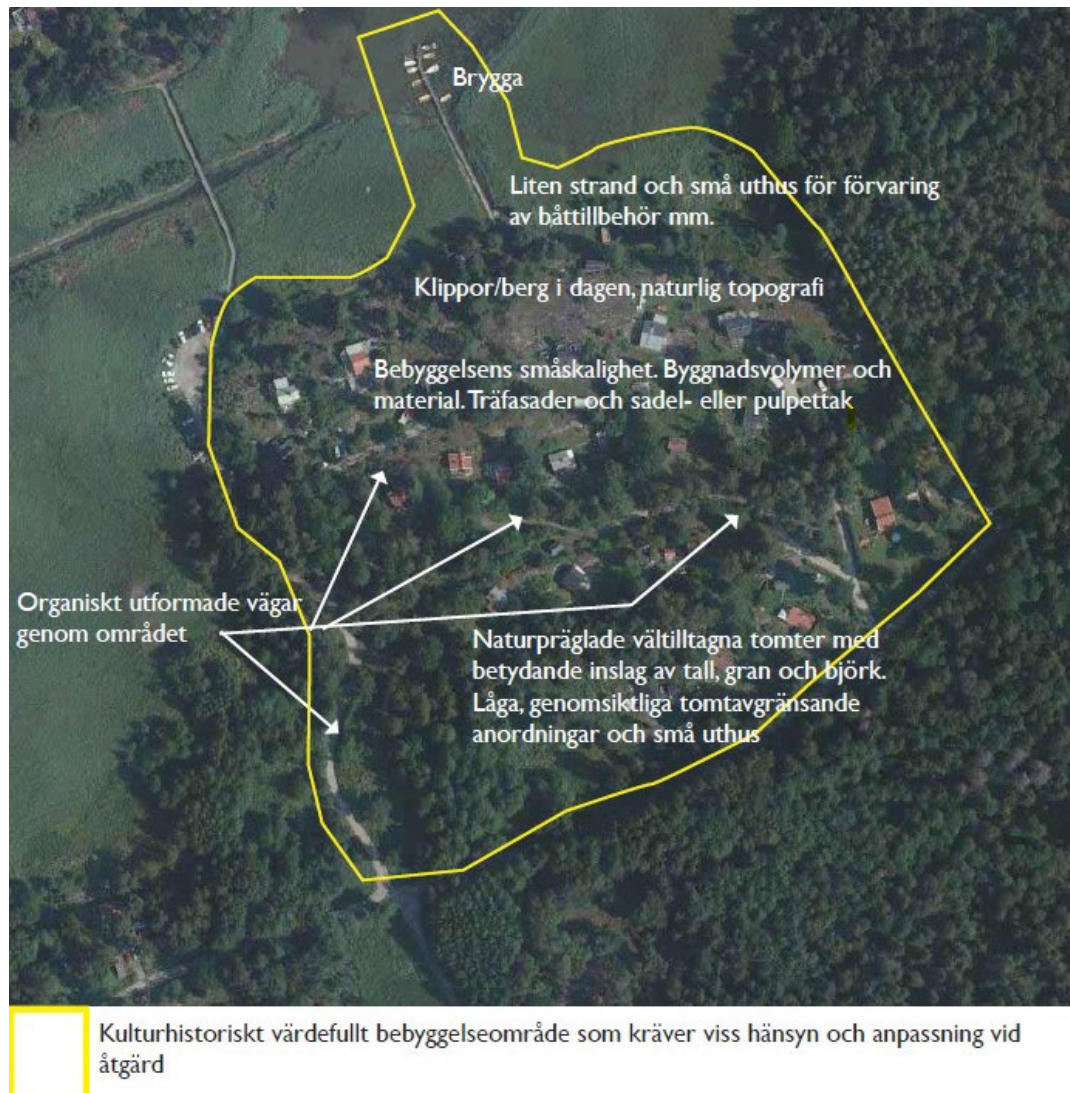 Brygga
Liten strand och små uthus för förvaring
av båttillbehör mm.
Klippor/berg i dagen, naturlig topografi
Bebyggelsens småskalighet. Byggnadsvolymer och
material. Träfasader och sadel- eller pulpettak
Organiskt utformade vägar
genom området
Naturpräglade vältilltagna tomter med
betydande inslag av tall, gran och björk.
Låga, genomsiktliga tomtavgränsande
anordningar och små uthus
Kulturhistoriskt värdefullt bebyggelseområde som kräver viss hänsyn och anpassning vid
åtgärd